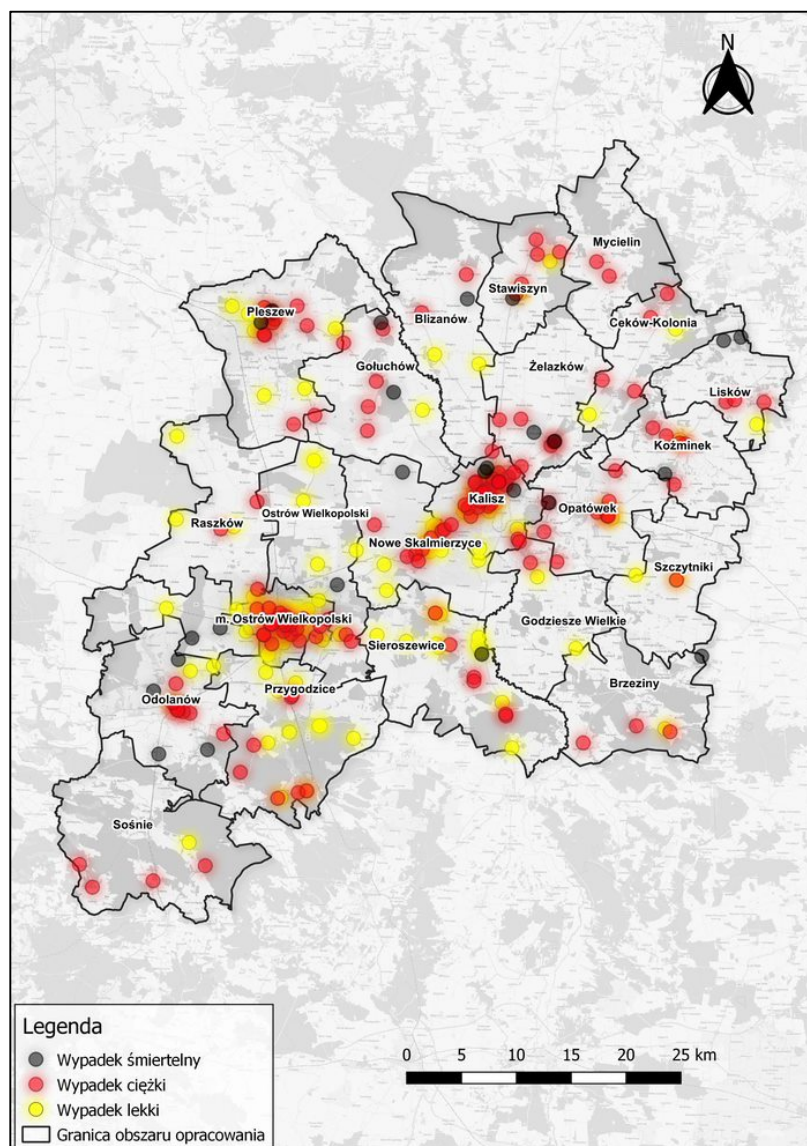 N
Mycielin
Stawiszyn
Pleszew
Blizanów
Ceków-Kolonia
Gołuchów
Żelazków
Lisków
Koźminek
Kalisz
Opatówek
Ostrów Wielkopolski
Raszków
Nowe Skalmierzyce
Szczytniki
m. Ostrów Wielkopolski
Godziesze Wielkie
Sieroszewice
Brzeziny
Przygodzice
Odolanów
Sośnie
Legenda
Wypadek śmiertelny
Wypadek ciężki
Wypadek lekki
Granica obszaru opracowania
0 5 10 15 20 25 km